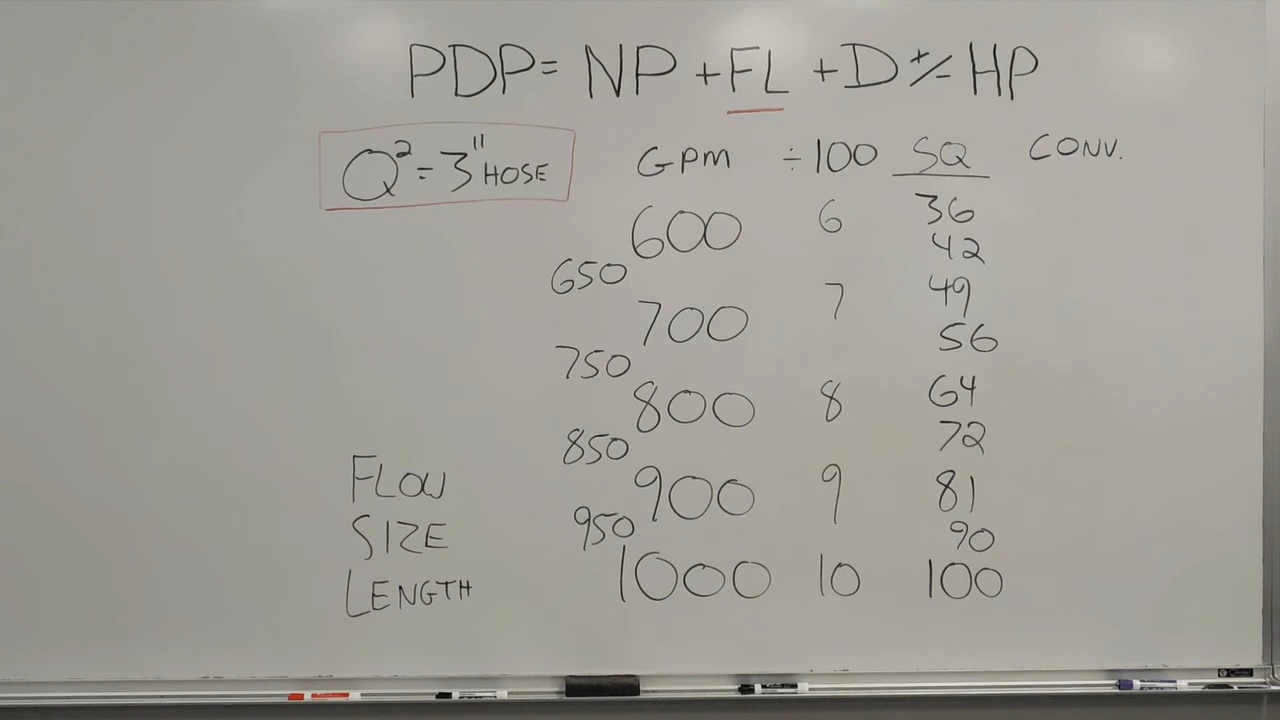 PDP= NP + FL + D +/- HP
Q² = 3" HOSE
GPM ÷100 SQ CONV.
600 6 36
650 42
700 7 49
750 56
800 8 64
850 72
900 9 81
950 90
1000 10 100
FLOW
SIZE
LENGTH